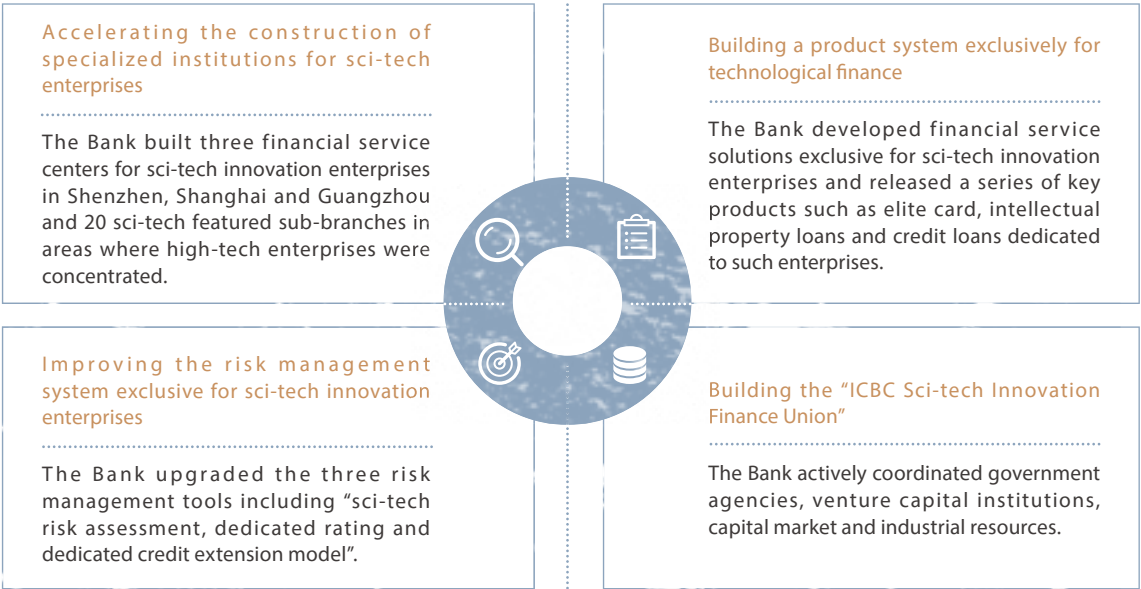 Accelerating the construction of
specialized institutions for sci-tech
enterprises
The Bank built three financial service
centers for sci-tech innovation enterprises
in Shenzhen, Shanghai and Guangzhou
and 20 sci-tech featured sub-branches in
areas where high-tech enterprises were
concentrated.
Building a product system exclusively for
technological finance
The Bank developed financial service
solutions exclusive for sci-tech innovation
enterprises and released a series of key
products such as elite card, intellectual
property loans and credit loans dedicated
to such enterprises.
Improving the risk management
system exclusive for sci-tech innovation
enterprises
The Bank upgraded the three risk
management tools including “sci-tech
risk assessment, dedicated rating and
dedicated credit extension model”.
Building the “ICBC Sci-tech Innovation
Finance Union”
The Bank actively coordinated government
agencies, venture capital institutions,
capital market and industrial resources.